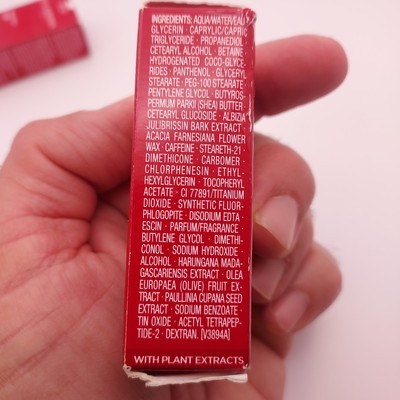 INGREDIENTS: AQUA/WATER/EAU ·
GLYCERIN · CAPRYLIC/CAPRIC
TRIGLYCERIDE · PROPANEDIOL ·
CETEARYL ALCOHOL · BETAINE ·
HYDROGENATED COCO-GLYCE-
RIDES · PANTHENOL · GLYCERYL
STEARATE · PEG-100 STEARATE ·
PENTYLENE GLYCOL · BUTYROS-
PERMUM PARKII (SHEA) BUTTER ·
CETEARYL GLUCOSIDE · ALBIZIA
JULIBRISSIN BARK EXTRACT ·
ACACIA FARNESIANA FLOWER
WAX · CAFFEINE · STEARETH-21 ·
DIMETHICONE · CARBOMER ·
CHLORPHENESIN · ETHYL-
HEXYLGLYCERIN · TOCOPHERYL
ACETATE · CI 77891/TITANIUM
DIOXIDE · SYNTHETIC FLUOR-
PHLOGOPITE · DISODIUM EDTA ·
ESCIN · PARFUM/FRAGRANCE ·
BUTYLENE GLYCOL · DIMETHI-
CONOL · SODIUM HYDROXIDE ·
ALCOHOL · HARUNGANA MADA-
GASCARIENSIS EXTRACT · OLEA
EUROPAEA (OLIVE) FRUIT EX-
TRACT · PAULLINIA CUPANA SEED
EXTRACT · SODIUM BENZOATE ·
TIN OXIDE · ACETYL TETRAPEP-
TIDE-2 · DEXTRAN. [V3894A]
WITH PLANT EXTRACTS